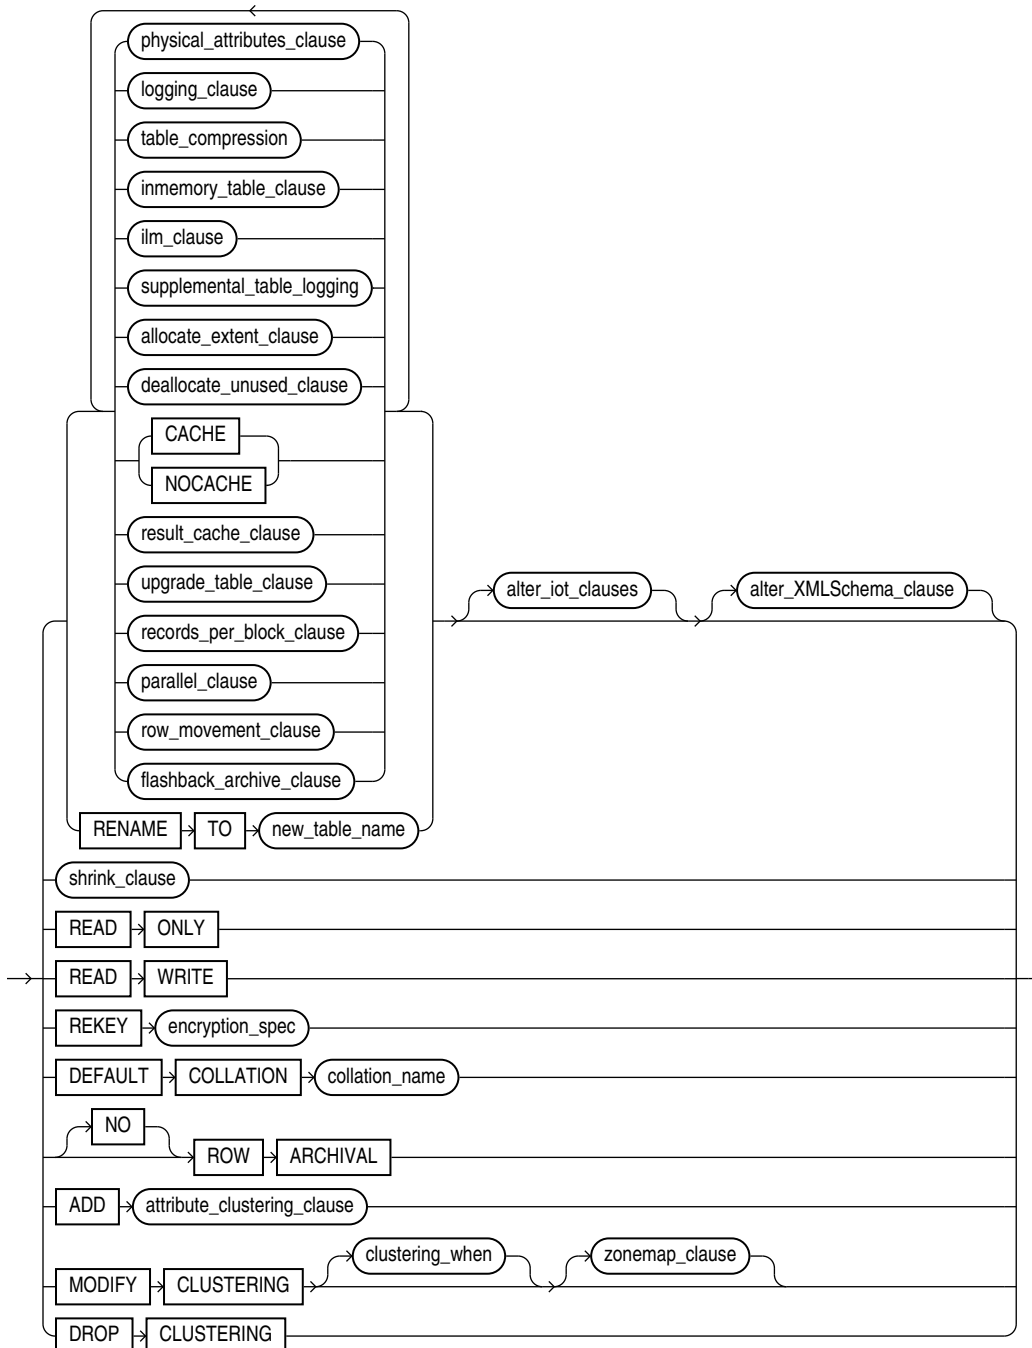 physical_attributes_clause
logging_clause
table_compression
inmemory_table_clause
ilm_clause
supplemental_table_logging
allocate_extent_clause
deallocate_unused_clause
CACHE
NOCACHE
result_cache_clause
upgrade_table_clause
alter_iot_clauses alter_XMLSchema_clause
records_per_block_clause
parallel_clause
row_movement_clause
flashback_archive_clause
RENAME TO new_table_name
shrink_clause
READ ONLY
READ WRITE
REKEY encryption_spec
DEFAULT COLLATION collation_name
NO
ROW ARCHIVAL
ADD attribute_clustering_clause
clustering_when zonemap_clause
MODIFY CLUSTERING
DROP CLUSTERING